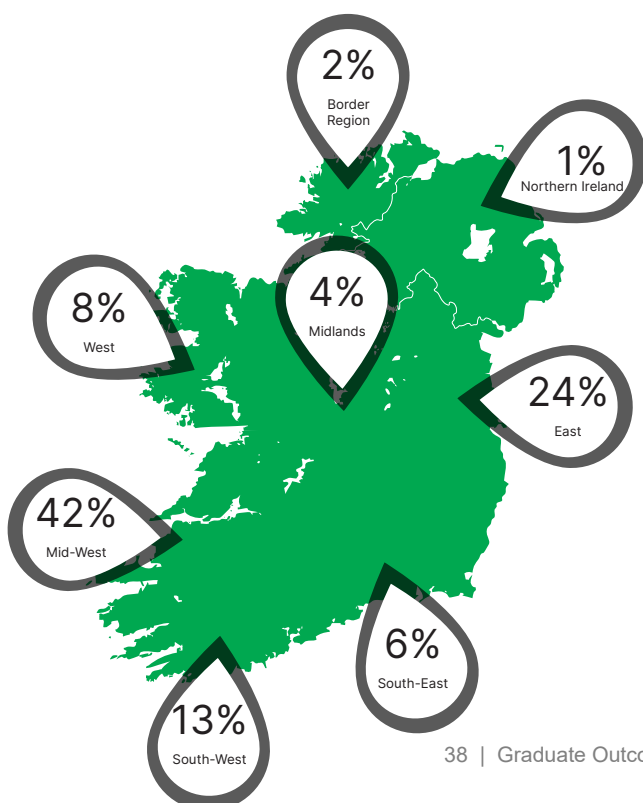 2%
Border
Region
1%
Northern Ireland
4%
Midlands
8%
West
24%
East
42%
Mid-West
6%
South-East
13%
South-West
38 | Graduate Outco